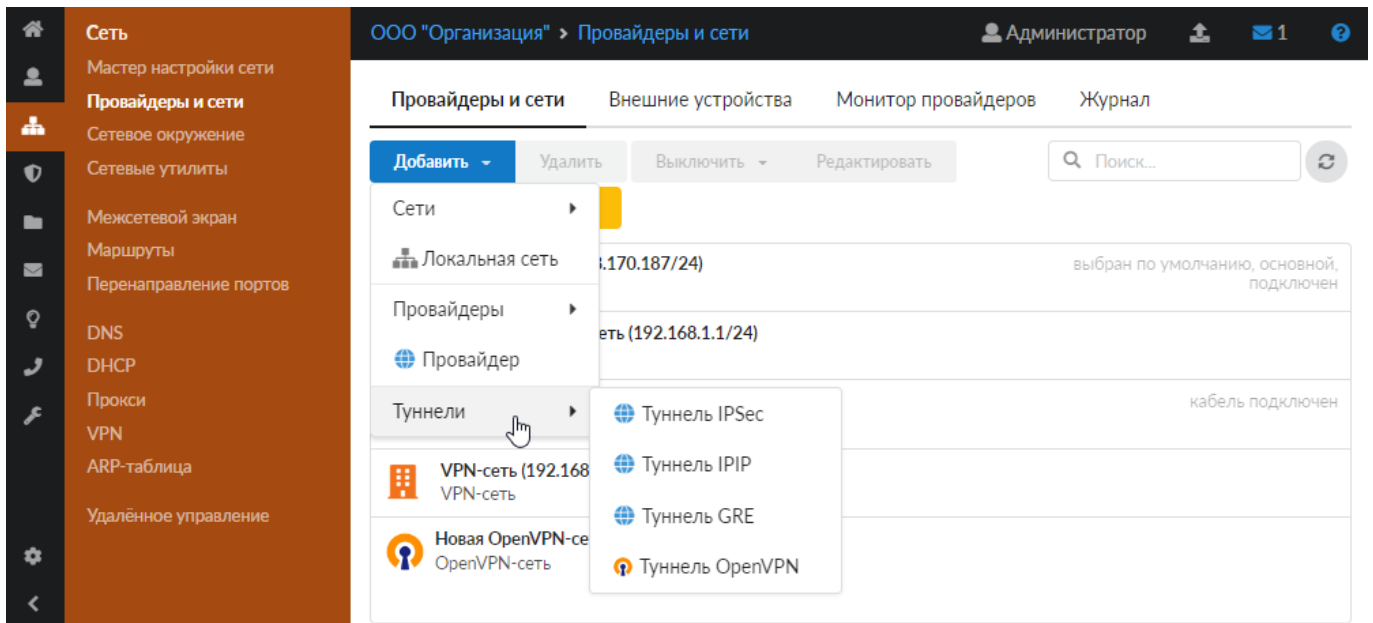 Сеть
Мастер настройки сети
Провайдеры и сети
Сетевое окружение
Сетевые утилиты
Межсетевой экран
Маршруты
Перенаправление портов
DNS
DHCP
Прокси
VPN
ARP-таблица
Удалённое управление
ООО "Организация" > Провайдеры и сети
Администратор
1
Провайдеры и сети Внешние устройства Монитор провайдеров Журнал
Добавить Удалить Выключить Редактировать Поиск...
Сети
Локальная сеть
Провайдеры
Провайдер
Туннели
Туннель IPSec
Туннель IPIP
Туннель GRE
Туннель OpenVPN
.170.187/24)
выбран по умолчанию, основной,
подключен
еть (192.168.1.1/24)
кабель подключен
VPN-сеть (192.168
VPN-сеть
Новая OpenVPN-се
OpenVPN-сеть